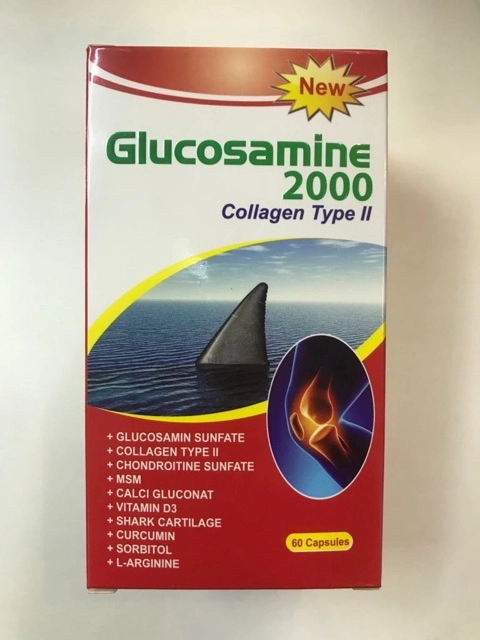 New
Glucosamine
2000
Collagen Type II
+ GLUCOSAMIN SUNFATE
+ COLLAGEN TYPE II
+ CHONDROITINE SUNFATE
+ MSM
+ CALCI GLUCONAT
+ VITAMIN D3
+ SHARK CARTILAGE
+ CURCUMIN
+ SORBITOL
+ L-ARGININE
60 Capsules